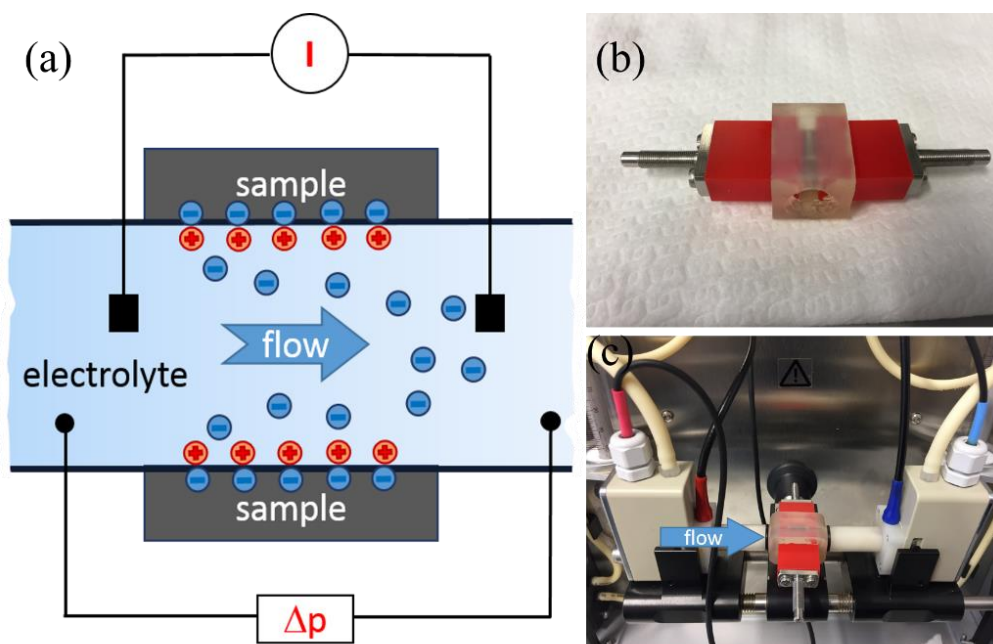 (a)
I
sample
flow
electrolyte
sample
Δp
(b)
(c)
flow